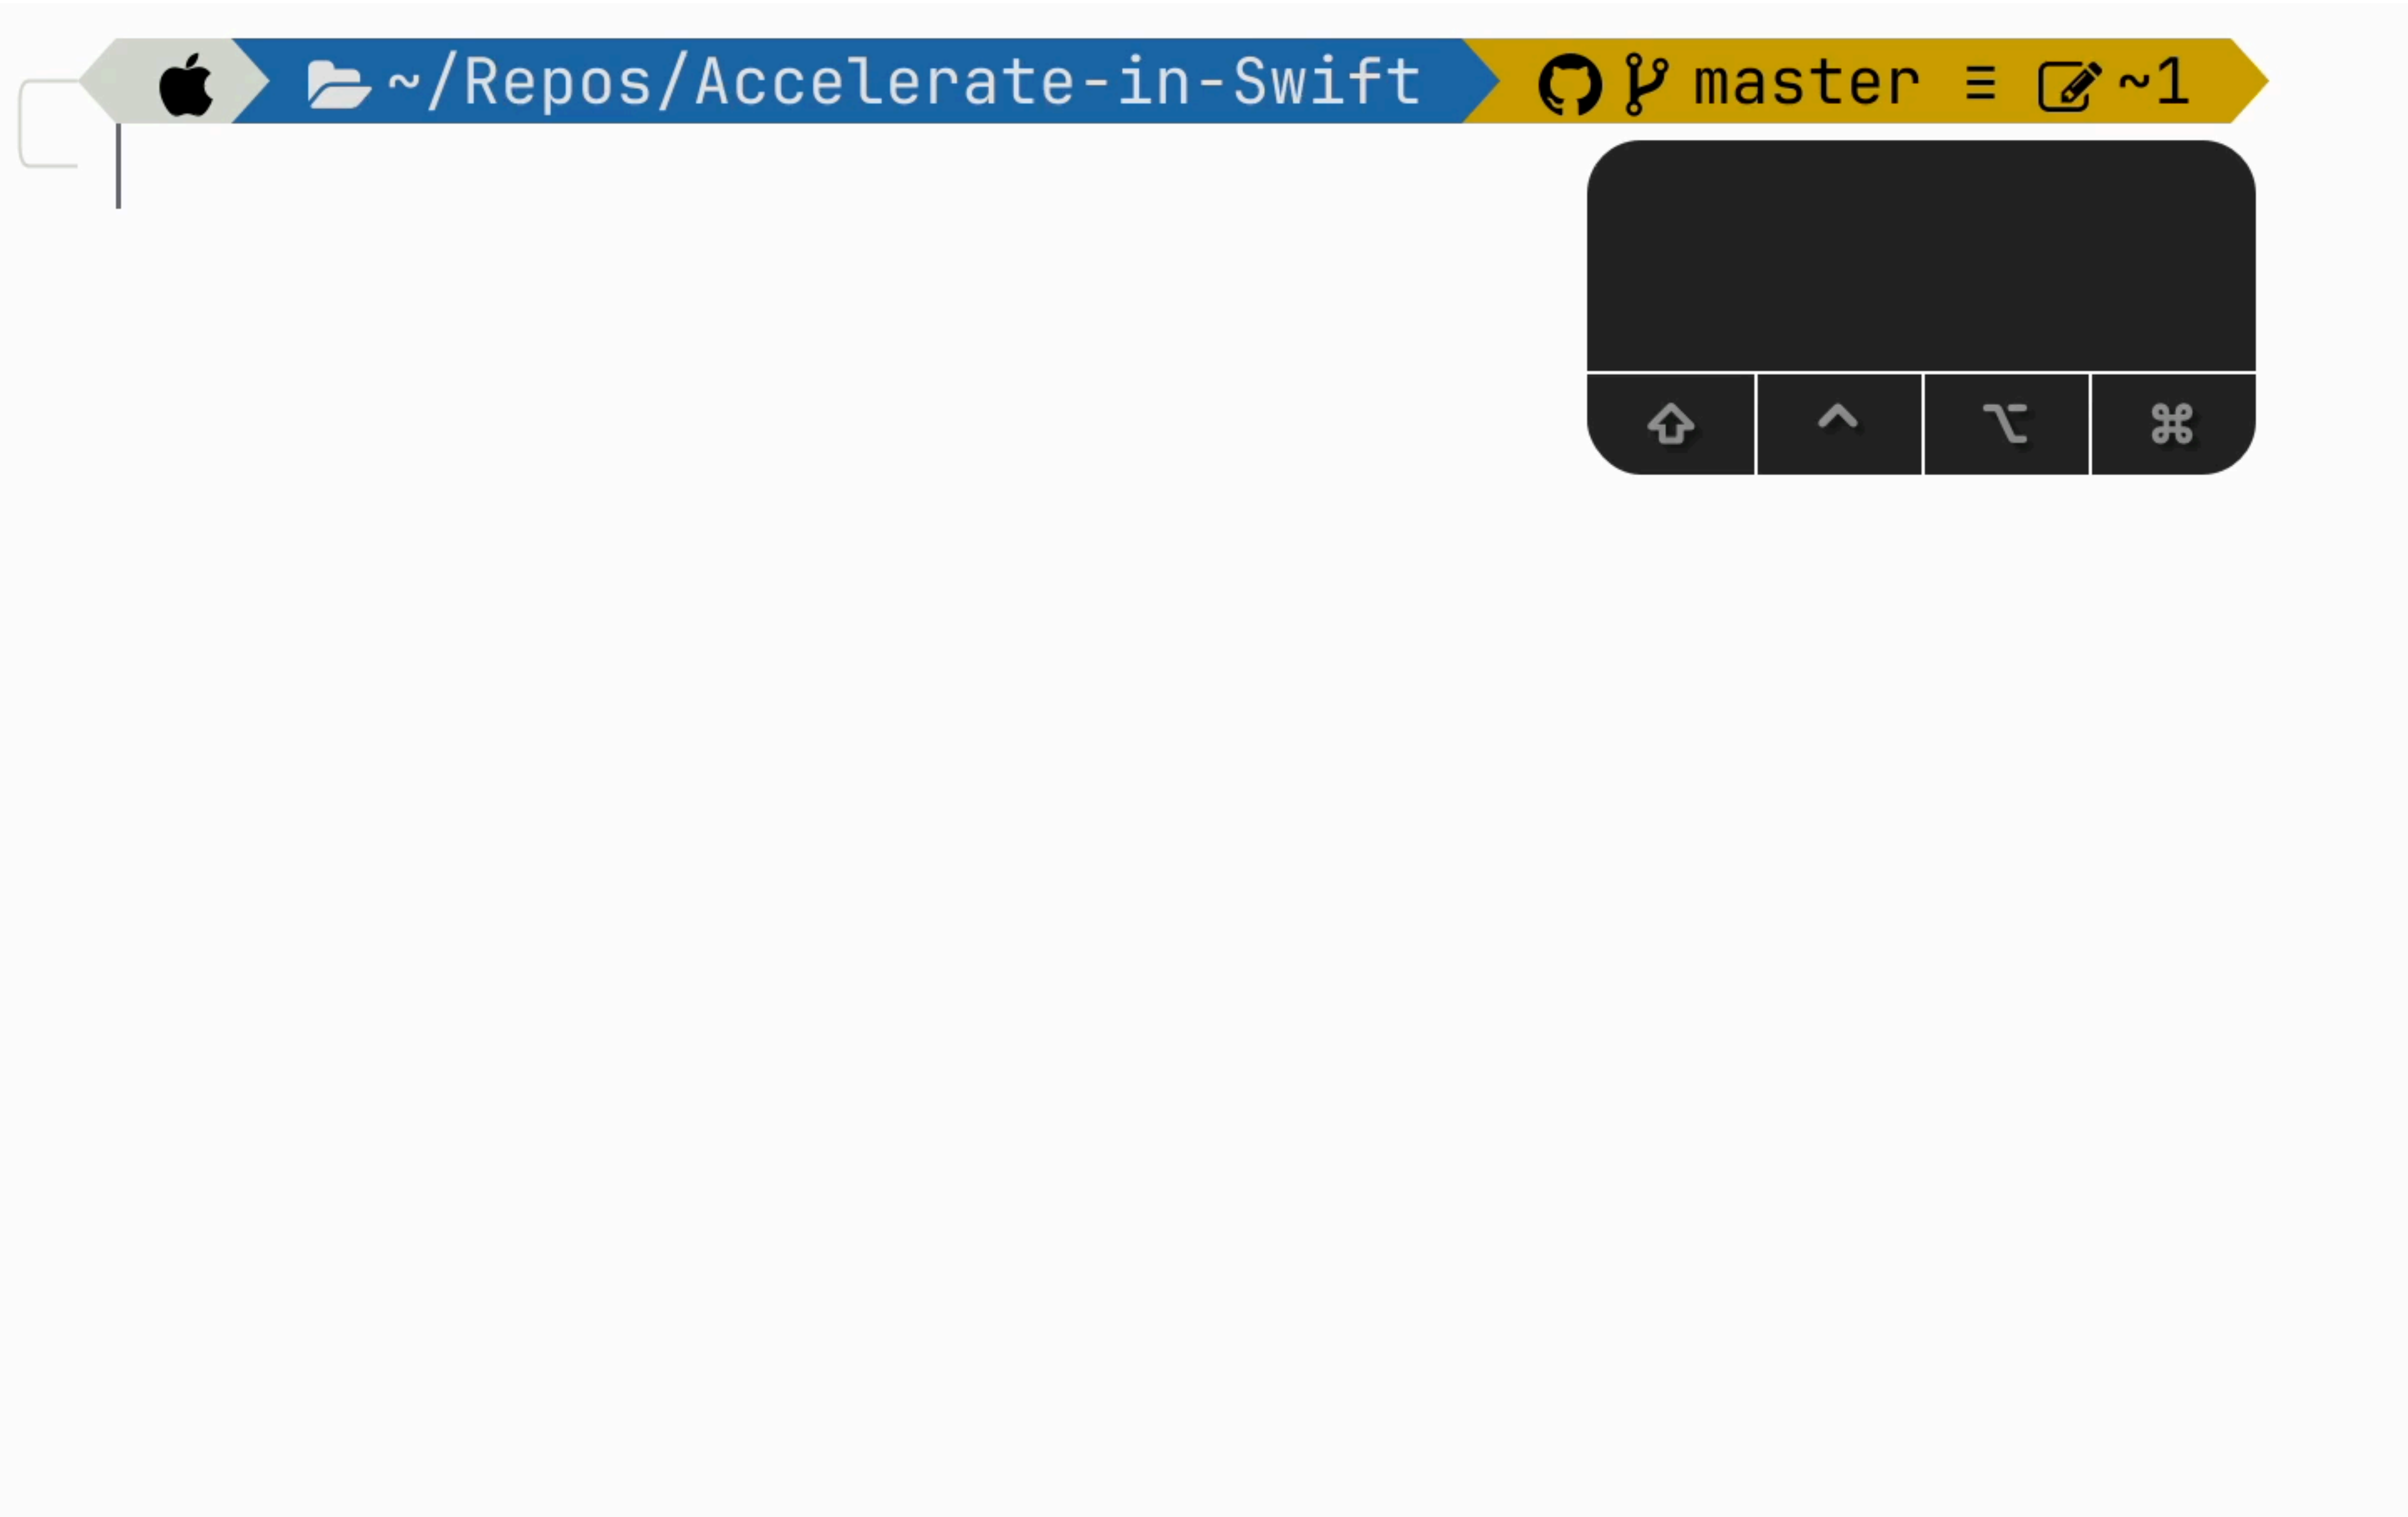 ~/Repos/Accelerate-in-Swift master ≡ ~1
⇧ ^ ⌥ ⌘